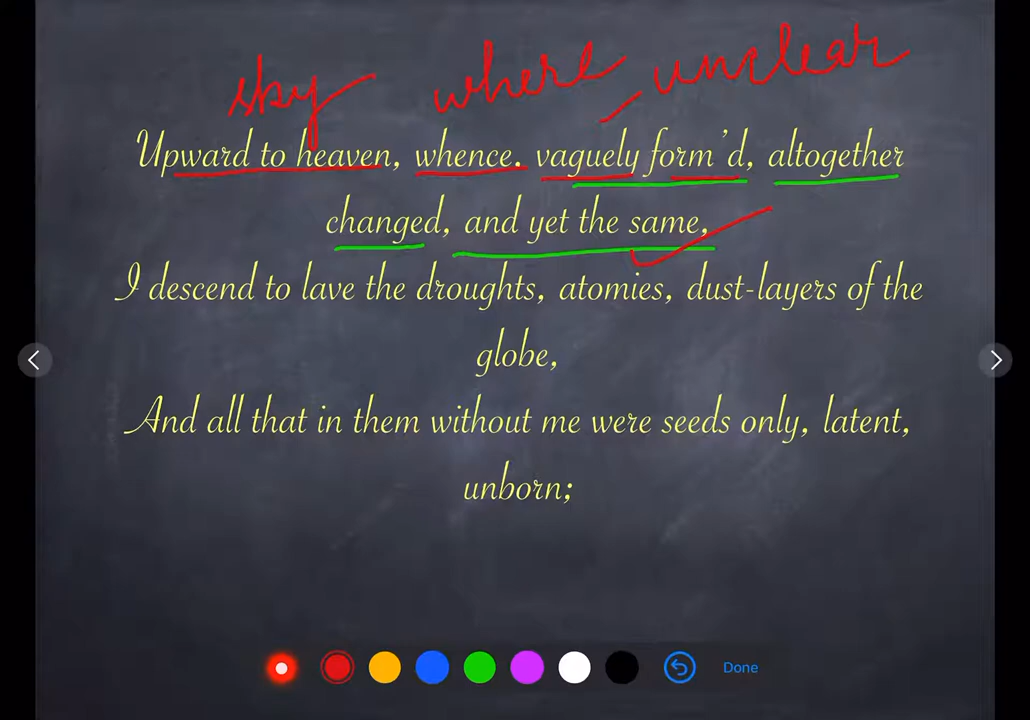 sky where unclear
Upward to heaven, whence. vaguely form'd, altogether
changed, and yet the same,
I descend to lave the droughts, atomies, dust-layers of the
globe,
And all that in them without me were seeds only, latent,
unborn;
Done